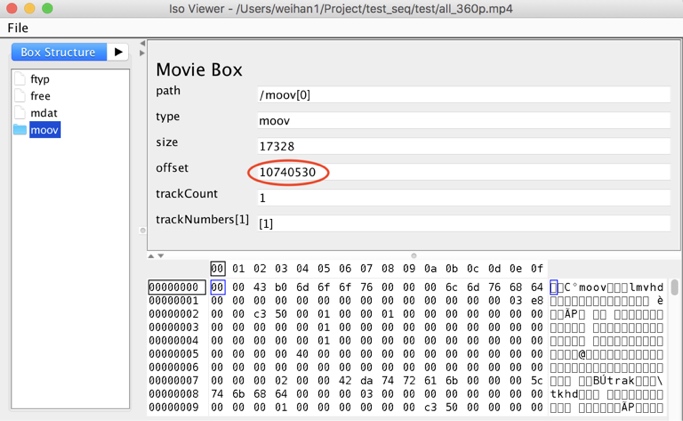 Iso Viewer - /Users/weihan1/Project/test_seq/test/all_360p.mp4
File
Box Structure
ftyp
free
mdat
moov
Movie Box
path /moov[0]
type moov
size 17328
offset 10740530
trackCount 1
trackNumbers[1] [1]
00 01 02 03 04 05 06 07 08 09 0a 0b 0c 0d 0e 0f
00000000 00 00 43 b0 6d 6f 6f 76 00 00 00 6c 6d 76 68 64 C°moov lmvhd
00000001 00 00 00 00 00 00 00 00 00 00 00 00 00 00 03 e8 è
00000002 00 00 c3 50 00 01 00 00 01 00 00 00 00 00 00 00 ÃP
00000003 00 00 00 00 00 01 00 00 00 00 00 00 00 00 00 00
00000004 00 00 00 00 00 01 00 00 00 00 00 00 00 00 00 00
00000005 00 00 00 00 40 00 00 00 00 00 00 00 00 00 00 00 @
00000006 00 00 00 00 00 00 00 00 00 00 00 00 00 00 00 00
00000007 00 00 00 02 00 00 42 da 74 72 61 6b 00 00 00 5c BÚtrak \
00000008 74 6b 68 64 00 00 00 03 00 00 00 00 00 00 00 00 tkhd
00000009 00 00 00 01 00 00 00 00 00 00 c3 50 00 00 00 00 ÃP